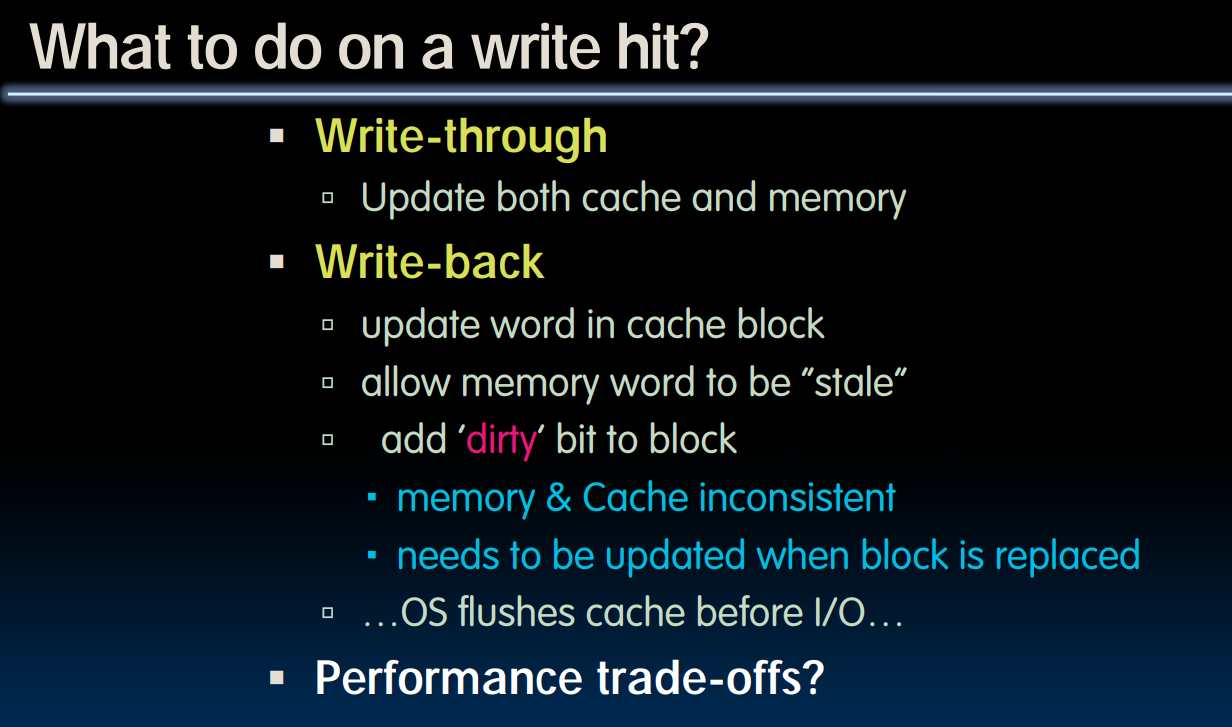 What to do on a write hit?
Write-through
Update both cache and memory
Write-back
update word in cache block
allow memory word to be ”stale”
add ’dirty’ bit to block
memory & Cache inconsistent
needs to be updated when block is replaced
…OS flushes cache before I/O…
Performance trade-offs?